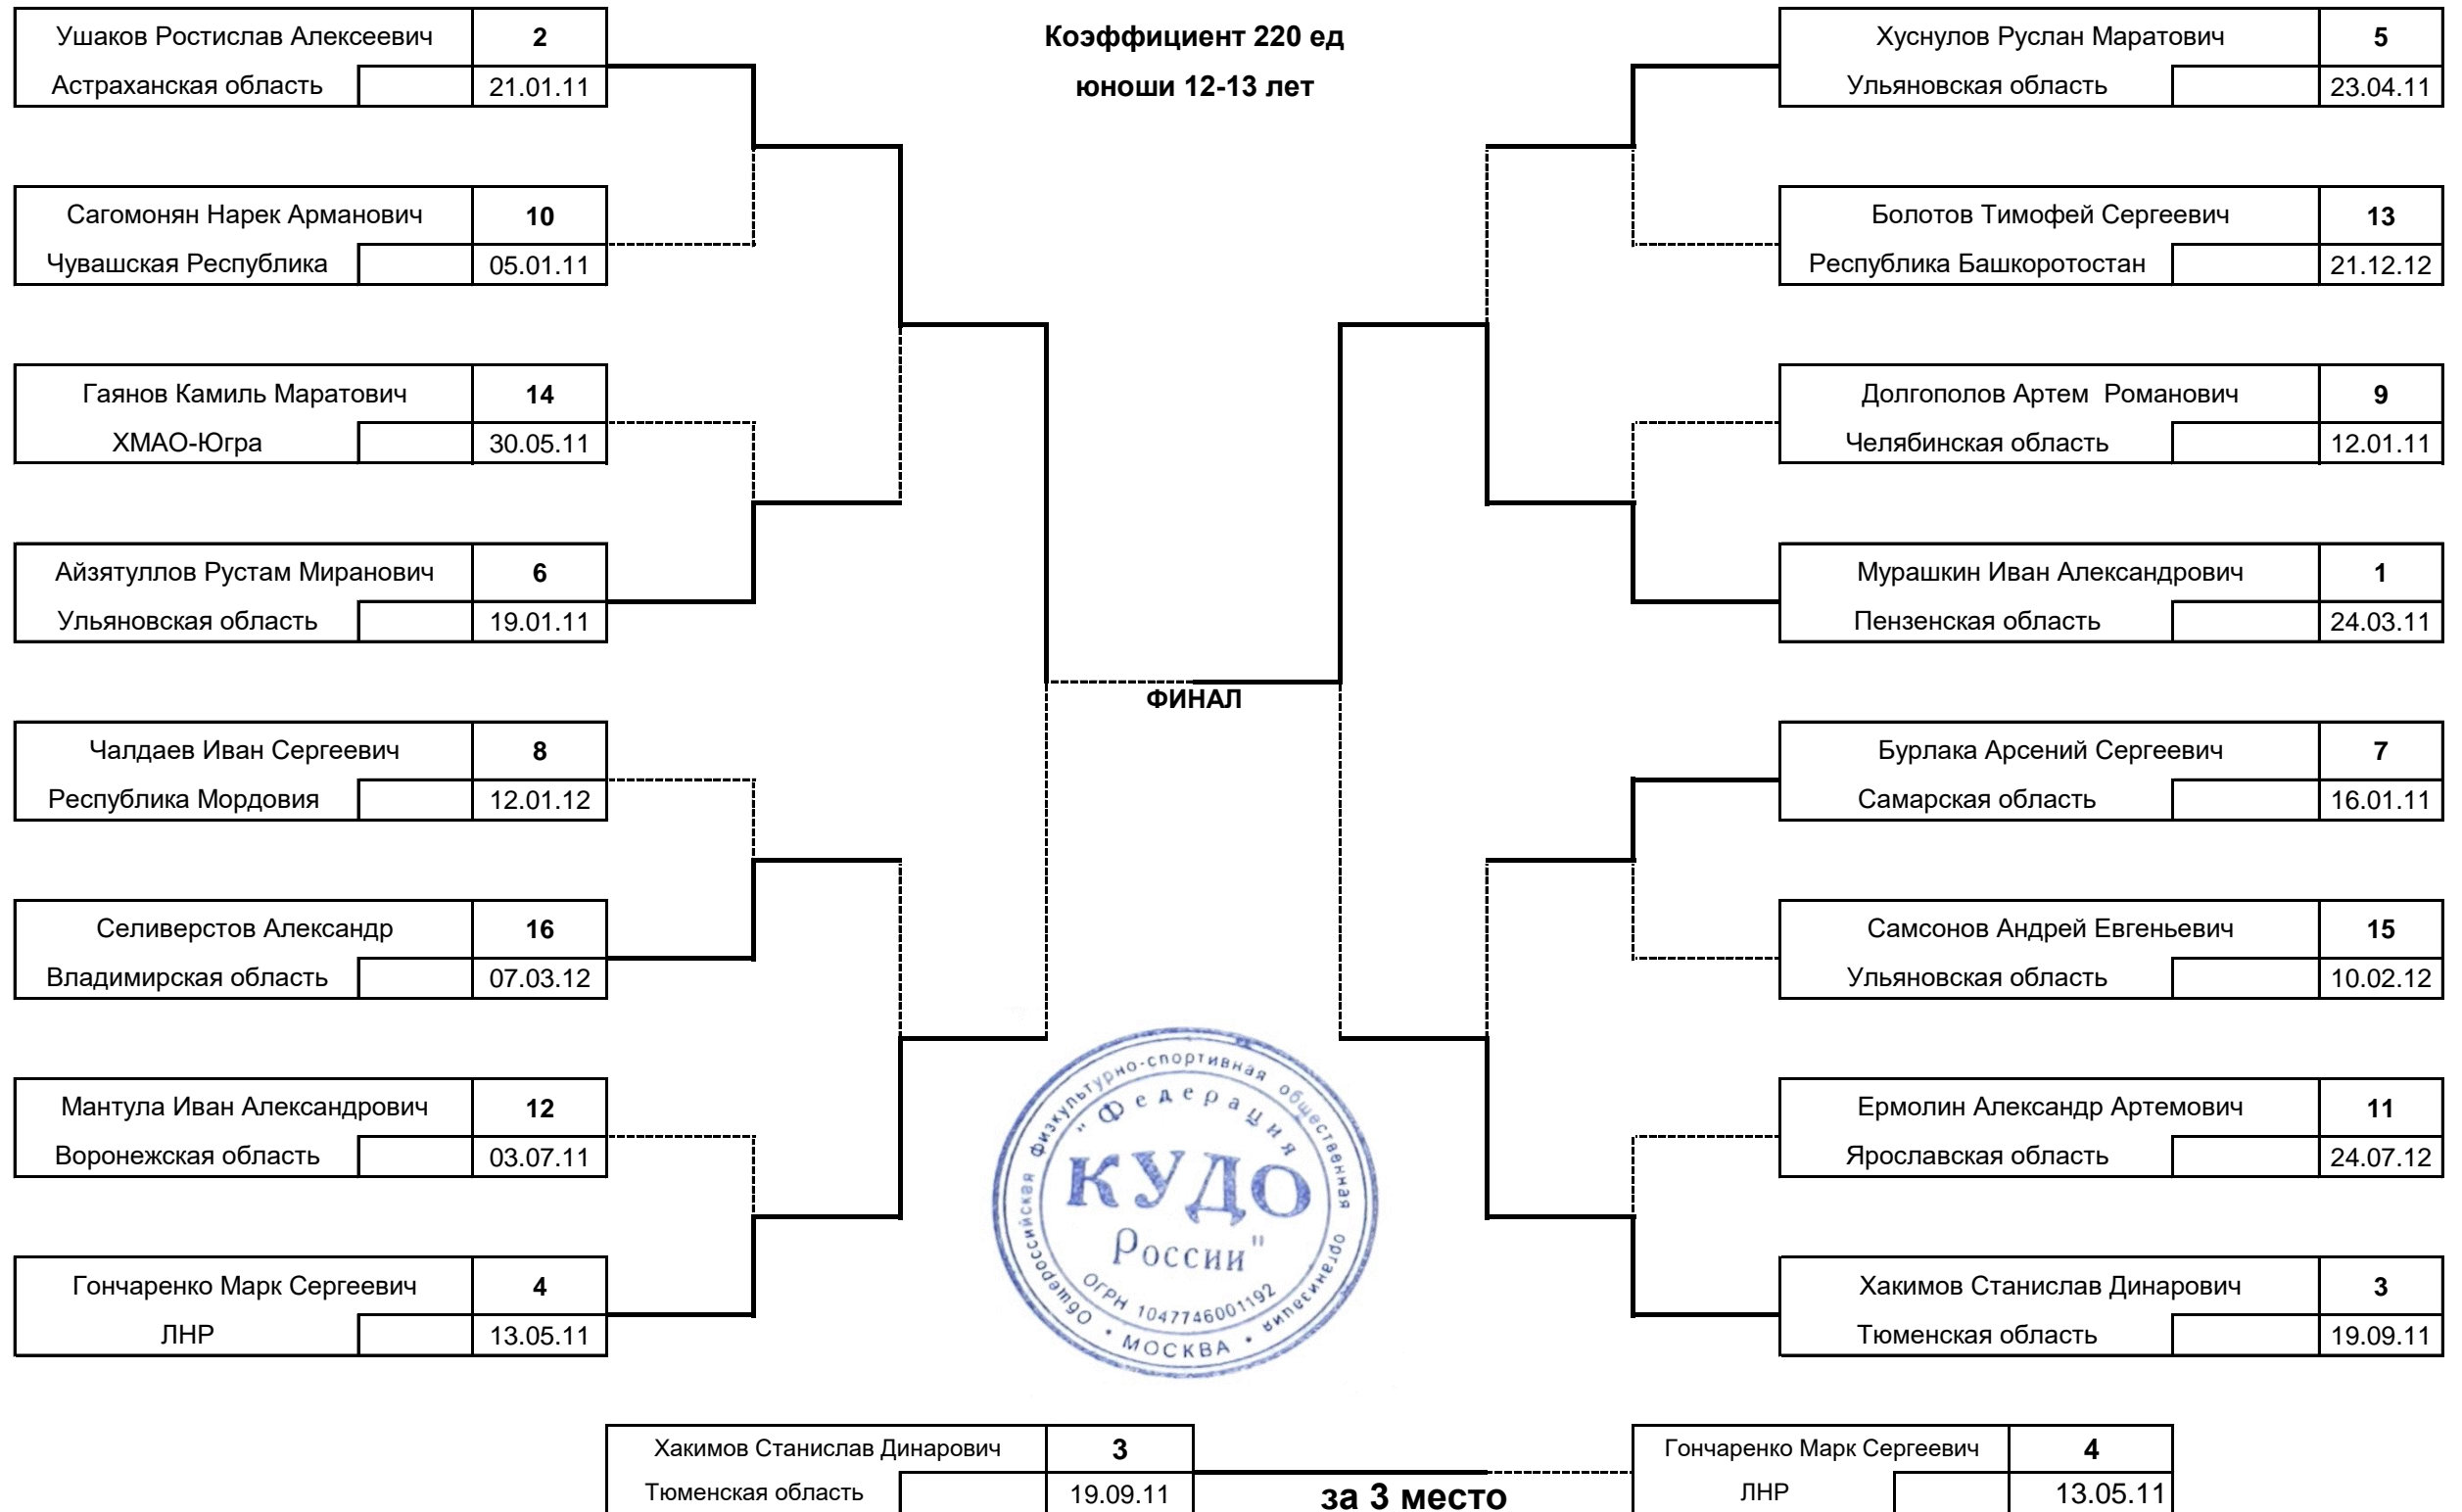 Коэффициент 220 ед
юноши 12-13 лет
Ушаков Ростислав Алексеевич 2
Астраханская область 21.01.11
Сагомонян Нарек Арманович 10
Чувашская Республика 05.01.11
Гаянов Камиль Маратович 14
ХМАО-Югра 30.05.11
Айзятуллов Рустам Миранович 6
Ульяновская область 19.01.11
Чалдаев Иван Сергеевич 8
Республика Мордовия 12.01.12
Селиверстов Александр 16
Владимирская область 07.03.12
Мантула Иван Александрович 12
Воронежская область 03.07.11
Гончаренко Марк Сергеевич 4
ЛНР 13.05.11
ФИНАЛ
Хуснулов Руслан Маратович 5
Ульяновская область 23.04.11
Болотов Тимофей Сергеевич 13
Республика Башкоротостан 21.12.12
Долгополов Артем Романович 9
Челябинская область 12.01.11
Мурашкин Иван Александрович 1
Пензенская область 24.03.11
Бурлака Арсений Сергеевич 7
Самарская область 16.01.11
Самсонов Андрей Евгеньевич 15
Ульяновская область 10.02.12
Ермолин Александр Артемович 11
Ярославская область 24.07.12
Хакимов Станислав Динарович 3
Тюменская область 19.09.11
Общероссийская физкультурно-спортивная общественная организация
"Федерация
КУДО
России"
ОГРН 1047746001192
• МОСКВА •
Хакимов Станислав Динарович 3
Тюменская область 19.09.11
за 3 место
Гончаренко Марк Сергеевич 4
ЛНР 13.05.11